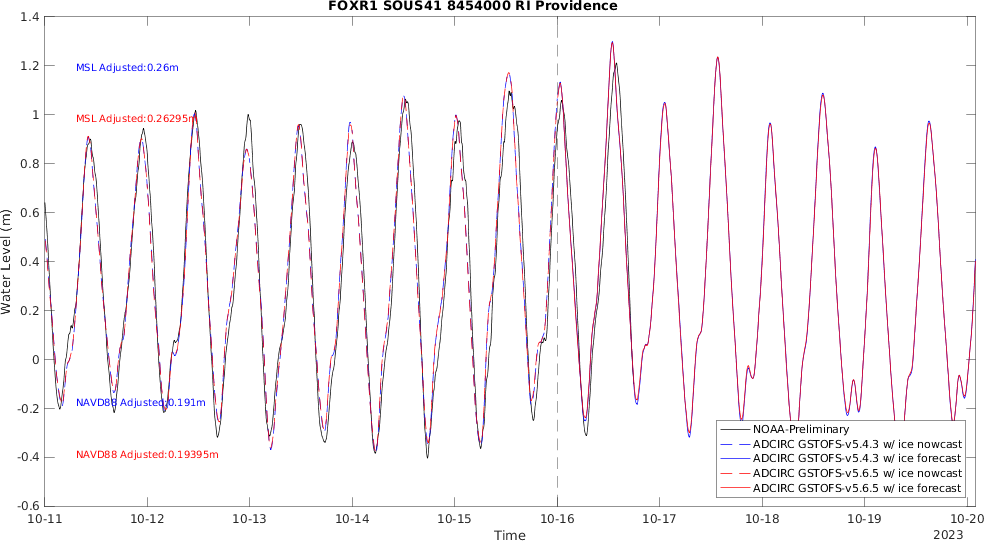 FOXR1 SOUS41 8454000 RI Providence
1.4
1.2
1
0.8
0.6
0.4
0.2
0
-0.2
-0.4
-0.6
Water Level (m)
MSL Adjusted:0.26m
MSL Adjusted:0.26295m
NAVD88 Adjusted:0.191m
NAVD88 Adjusted:0.19395m
NOAA-Preliminary
ADCIRC GSTOFS-v5.4.3 w/ ice nowcast
ADCIRC GSTOFS-v5.4.3 w/ ice forecast
ADCIRC GSTOFS-v5.6.5 w/ ice nowcast
ADCIRC GSTOFS-v5.6.5 w/ ice forecast
10-11 10-12 10-13 10-14 10-15 10-16 10-17 10-18 10-19 10-20
Time
2023